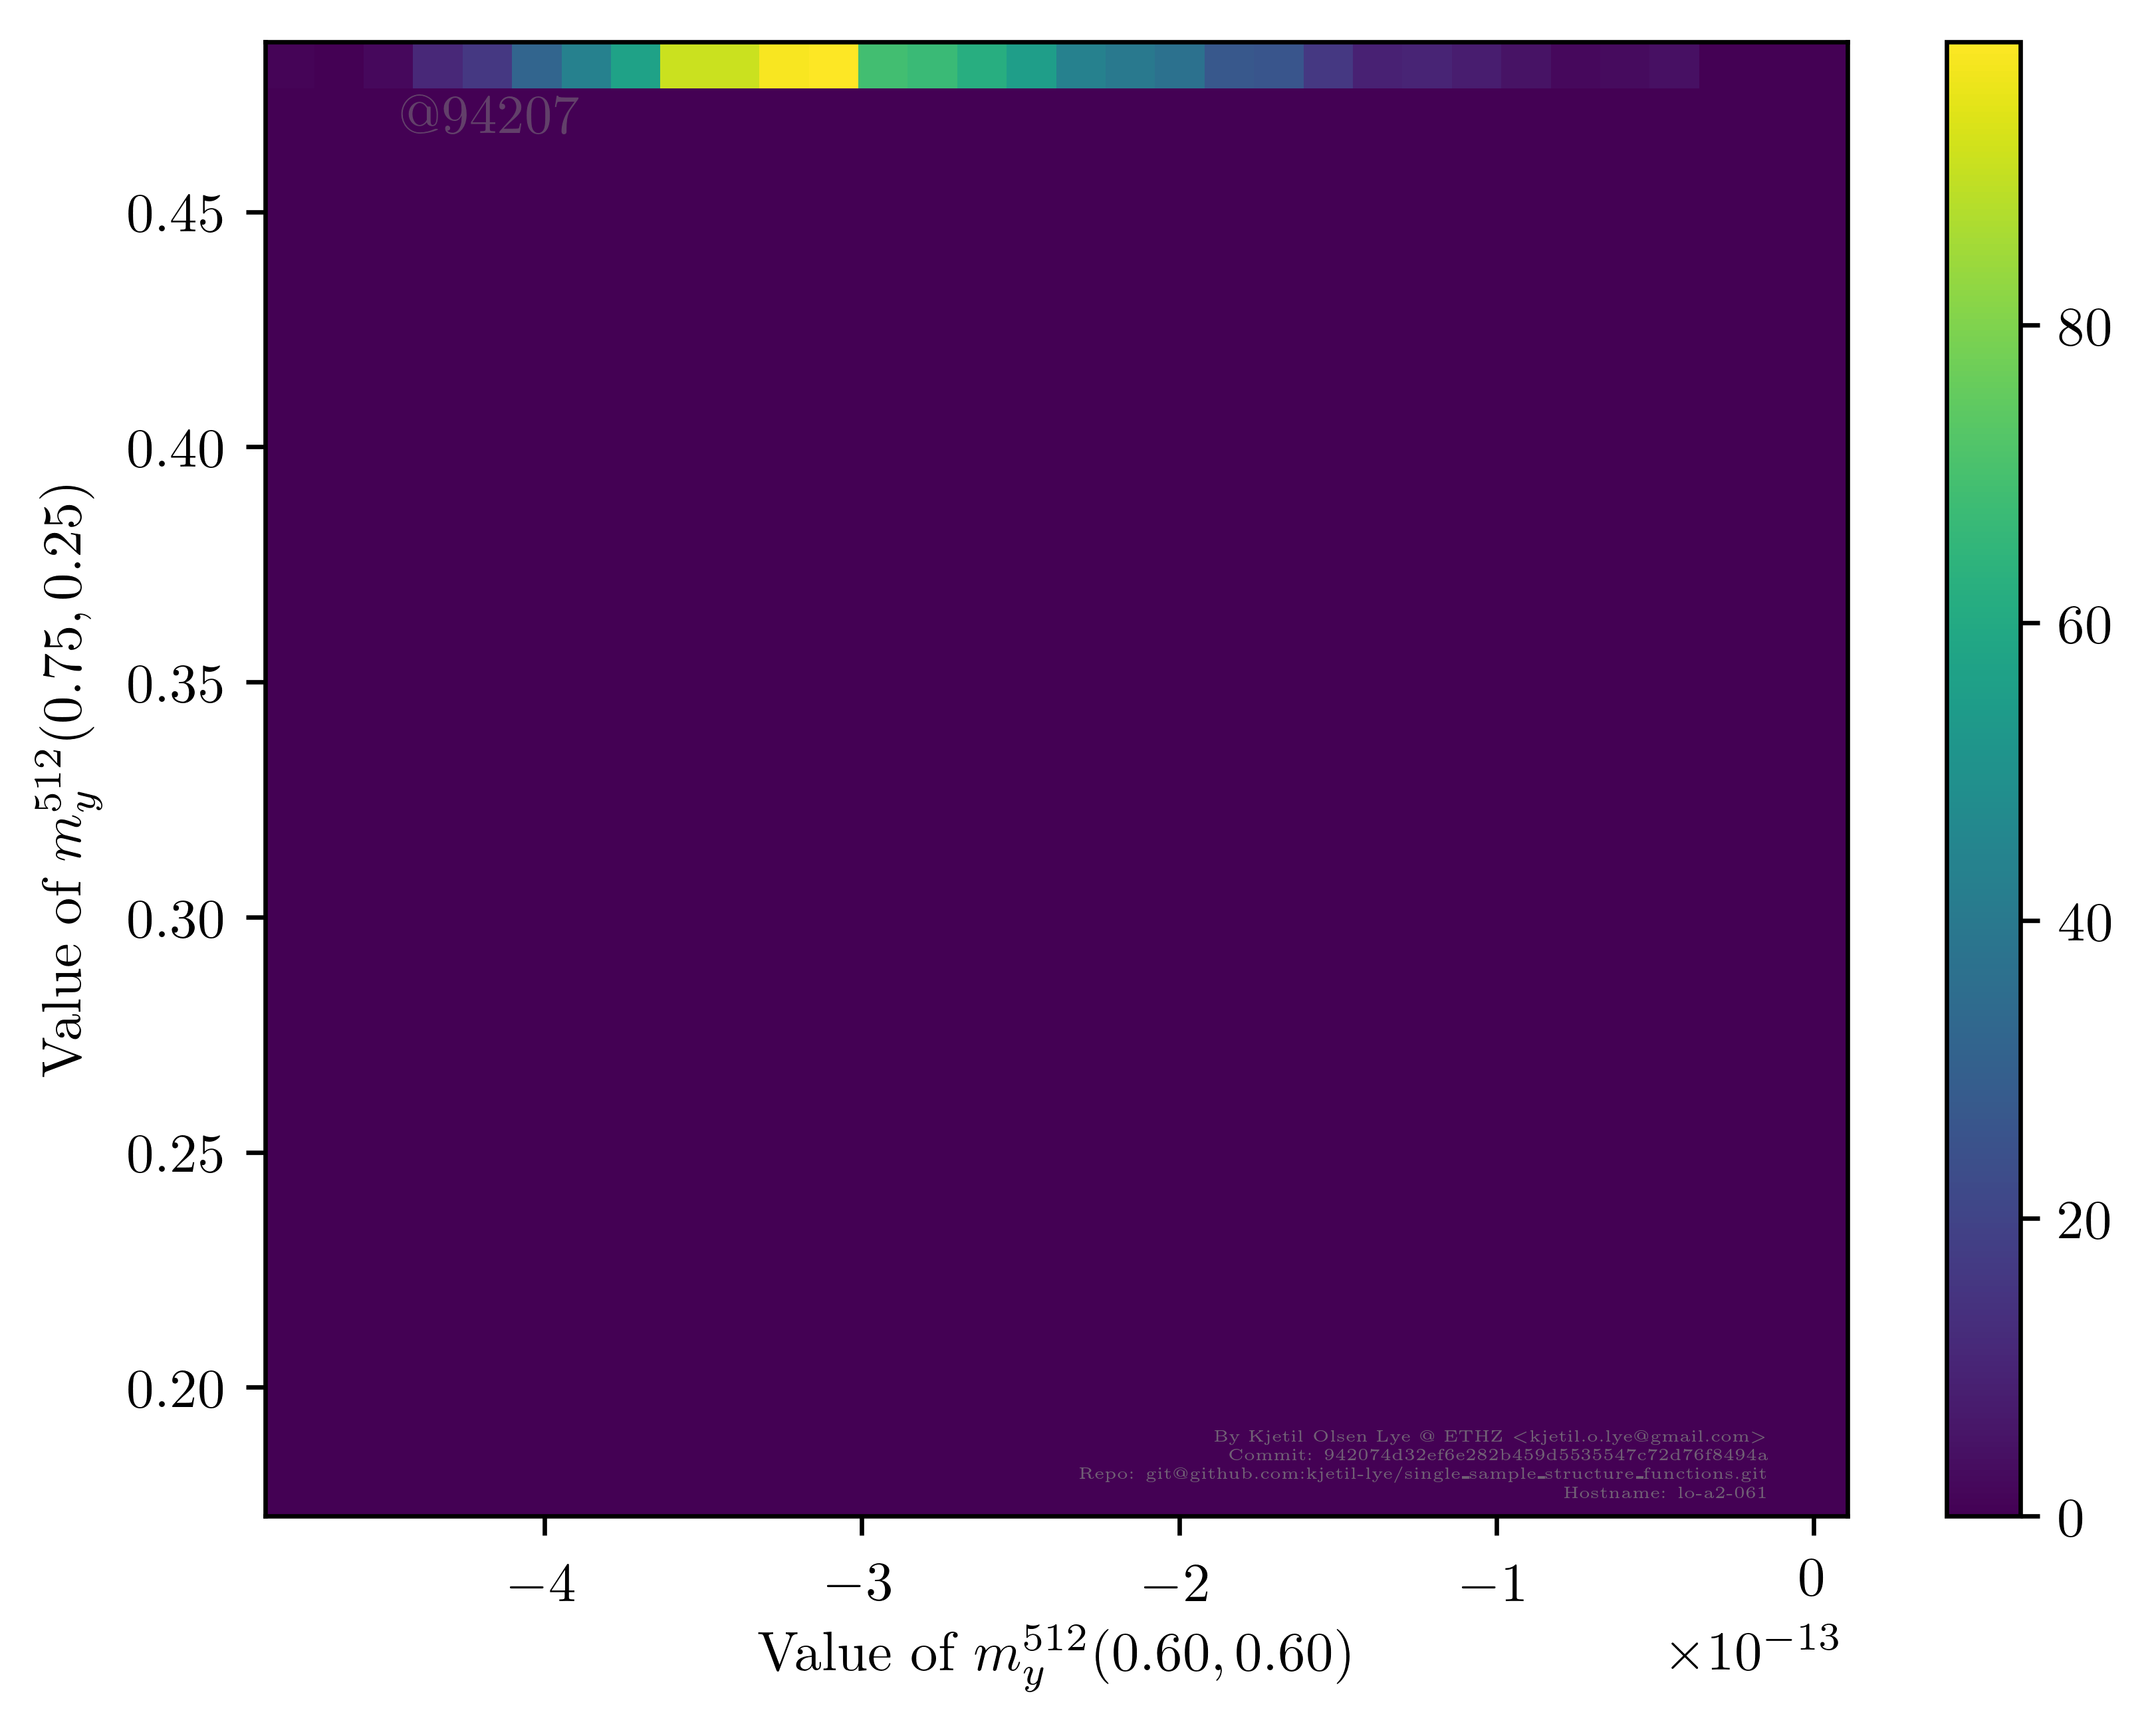 @94207
0.45
0.40
0.35
0.30
0.25
0.20
Value of $m_y^{512}(0.75, 0.25)$
80
60
40
20
0
By Kjetil Olsen Lye @ ETHZ <kjetil.o.lye@gmail.com>
Commit: 942074d32ef6e282b459d5535547c72d76f8494a
Repo: git@github.com:kjetil-lye/single_sample_structure_functions.git
Hostname: lo-a2-061
−4 −3 −2 −1 0
×10⁻¹³
Value of $m_y^{512}(0.60, 0.60)$